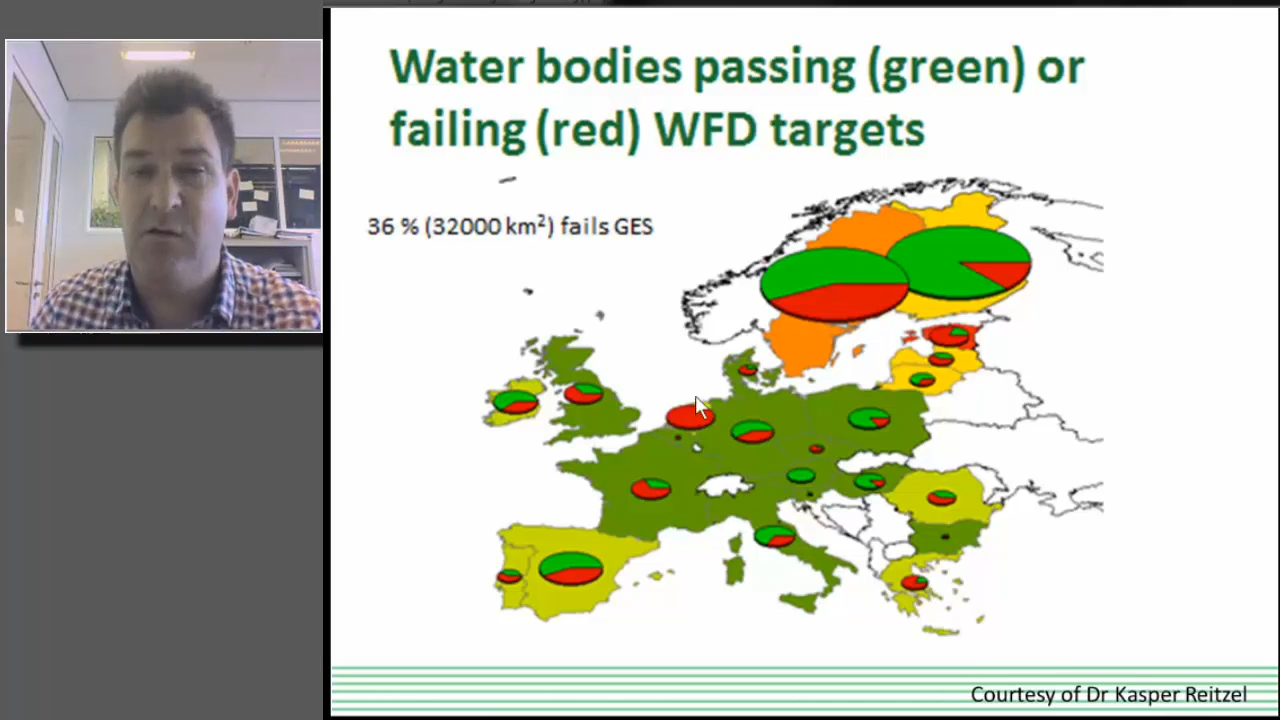 Water bodies passing (green) or
failing (red) WFD targets
36 % (32000 km²) fails GES
Courtesy of Dr Kasper Reitzel